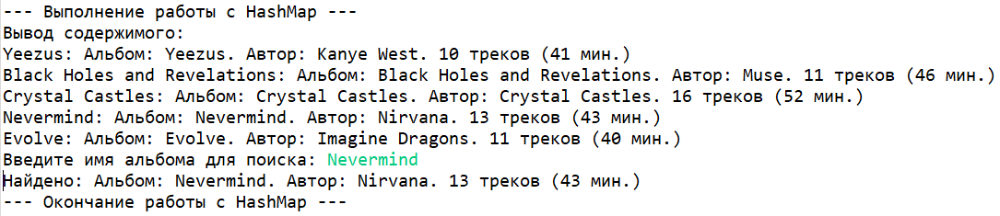 --- Выполнение работы с HashMap ---
Вывод содержимого:
Yeezus: Альбом: Yeezus. Автор: Kanye West. 10 треков (41 мин.)
Black Holes and Revelations: Альбом: Black Holes and Revelations. Автор: Muse. 11 треков (46 мин.)
Crystal Castles: Альбом: Crystal Castles. Автор: Crystal Castles. 16 треков (52 мин.)
Nevermind: Альбом: Nevermind. Автор: Nirvana. 13 треков (43 мин.)
Evolve: Альбом: Evolve. Автор: Imagine Dragons. 11 треков (40 мин.)
Введите имя альбома для поиска: Nevermind
Найдено: Альбом: Nevermind. Автор: Nirvana. 13 треков (43 мин.)
--- Окончание работы с HashMap ---